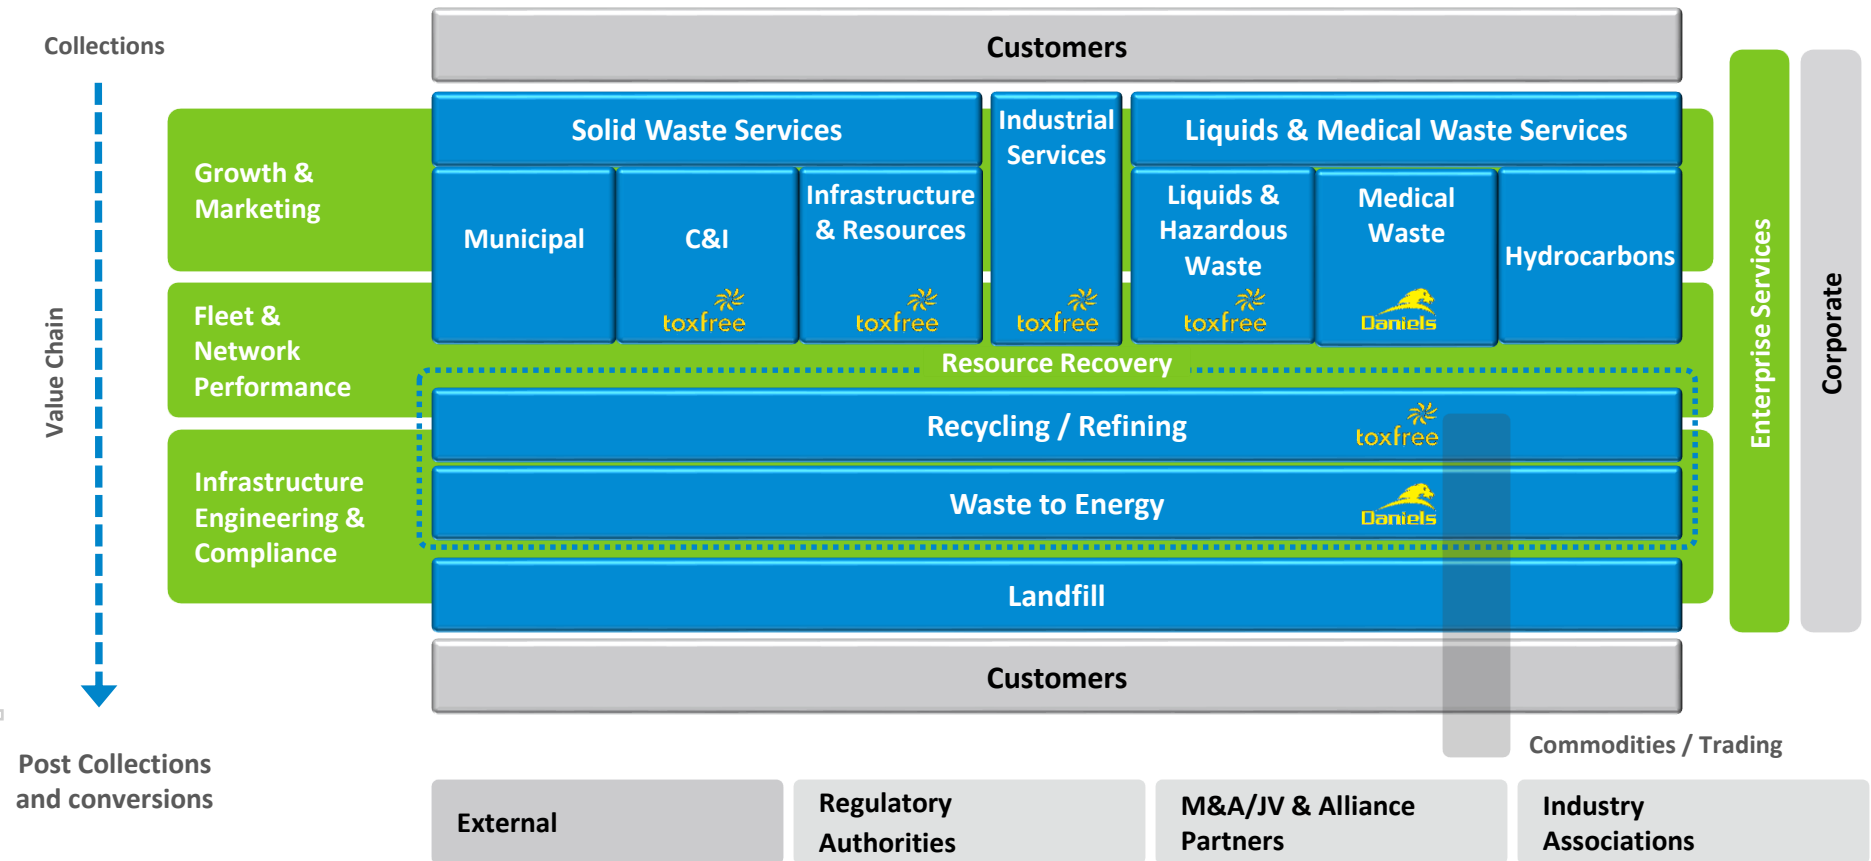 Collections
Customers
Solid Waste Services
Industrial
Services
Liquids & Medical Waste Services
Growth &
Marketing
Municipal
C&I
toxfree
Infrastructure
& Resources
toxfree
toxfree
Liquids &
Hazardous
Waste
toxfree
Medical
Waste
Daniels
Hydrocarbons
Value Chain
Fleet &
Network
Performance
Resource Recovery
Recycling / Refining
toxfree
Infrastructure
Engineering &
Compliance
Waste to Energy
Daniels
Landfill
Customers
Enterprise Services
Corporate
Commodities / Trading
Post Collections
and conversions
External
Regulatory
Authorities
M&A/JV & Alliance
Partners
Industry
Associations